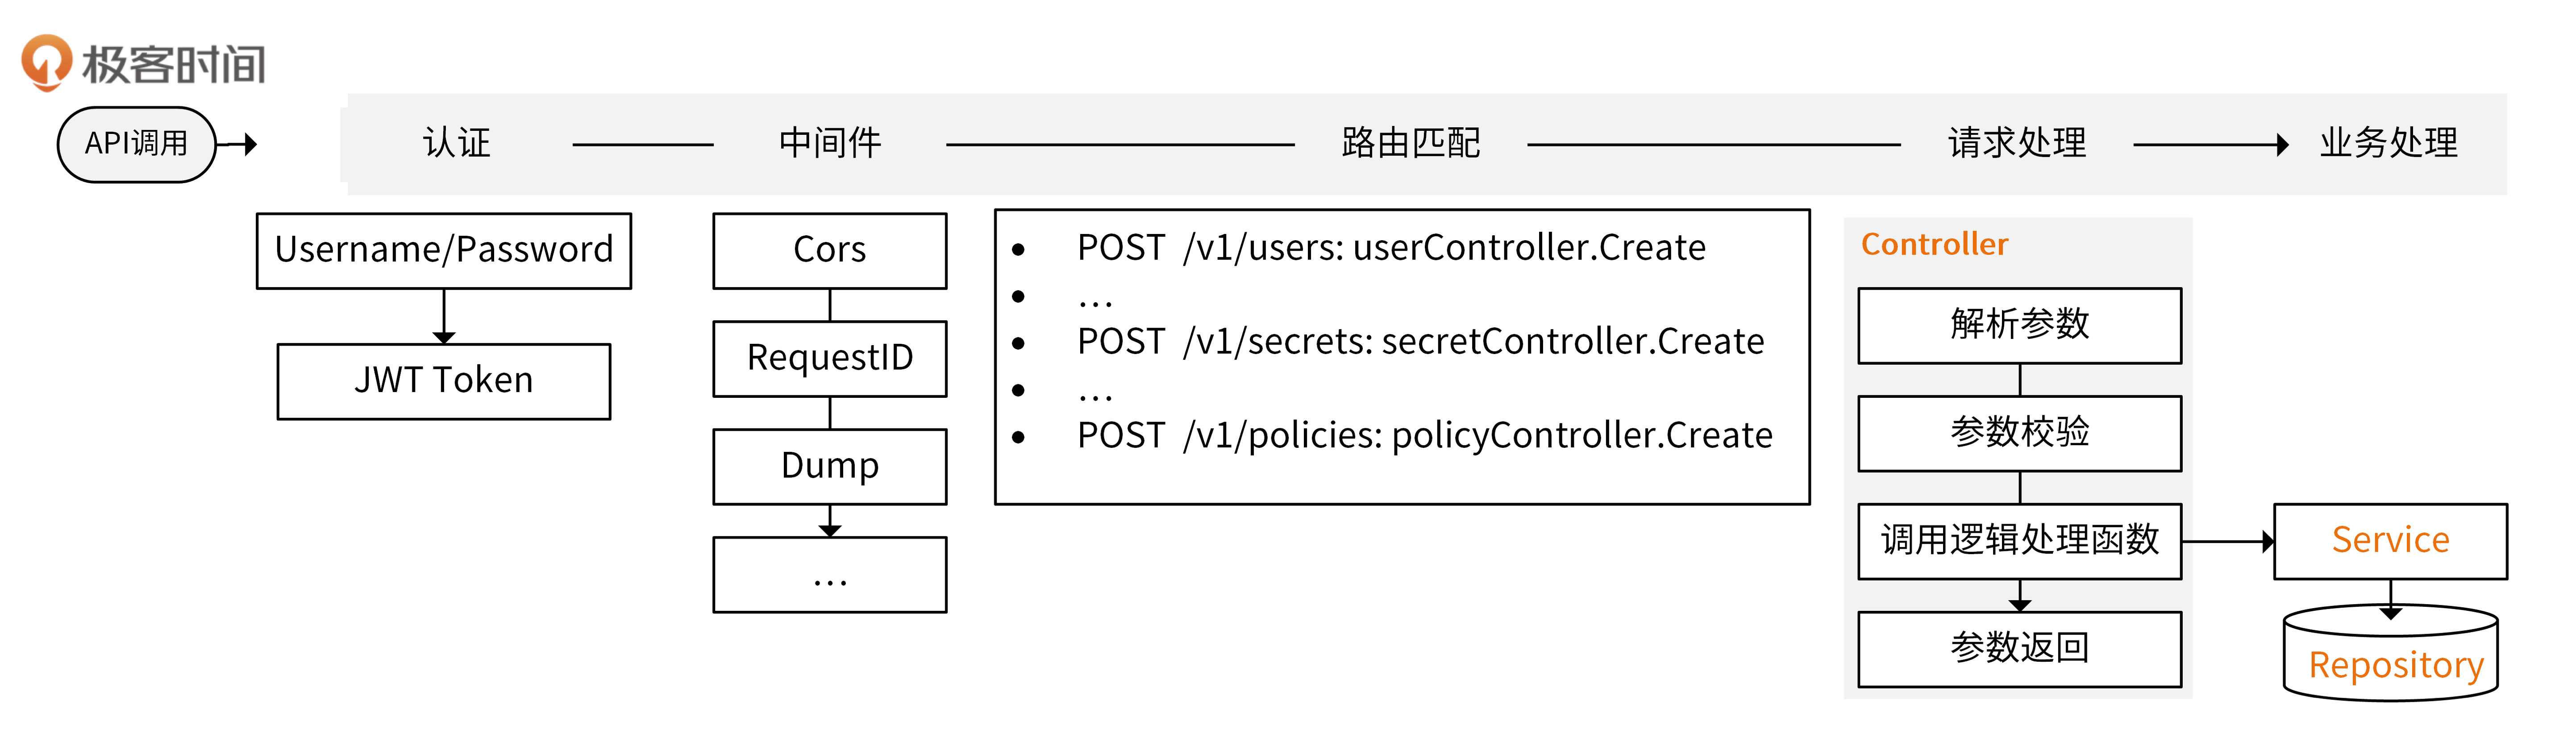 极客时间
API调用
认证
中间件
路由匹配
请求处理
业务处理
Username/Password
JWT Token
Cors
RequestID
Dump
...
• POST /v1/users: userController.Create
• ...
• POST /v1/secrets: secretController.Create
• ...
• POST /v1/policies: policyController.Create
Controller
解析参数
参数校验
调用逻辑处理函数
参数返回
Service
Repository